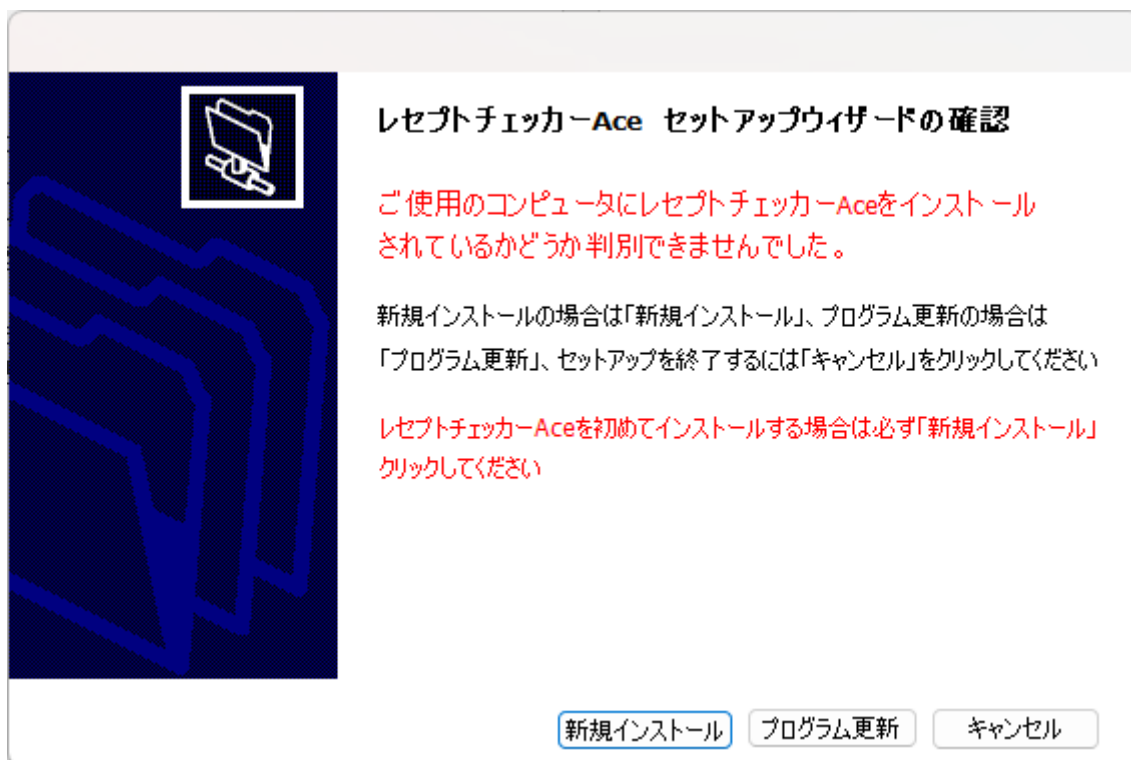 レセプトチェッカーAce セットアップウィザードの確認
ご使用のコンピュータにレセプトチェッカーAceをインストール
されているかどうか判別できませんでした。
新規インストールの場合は「新規インストール」、プログラム更新の場合は
「プログラム更新」、セットアップを終了するには「キャンセル」をクリックしてください
レセプトチェッカーAceを初めてインストールする場合は必ず「新規インストール」
クリックしてください
新規インストール プログラム更新 キャンセル